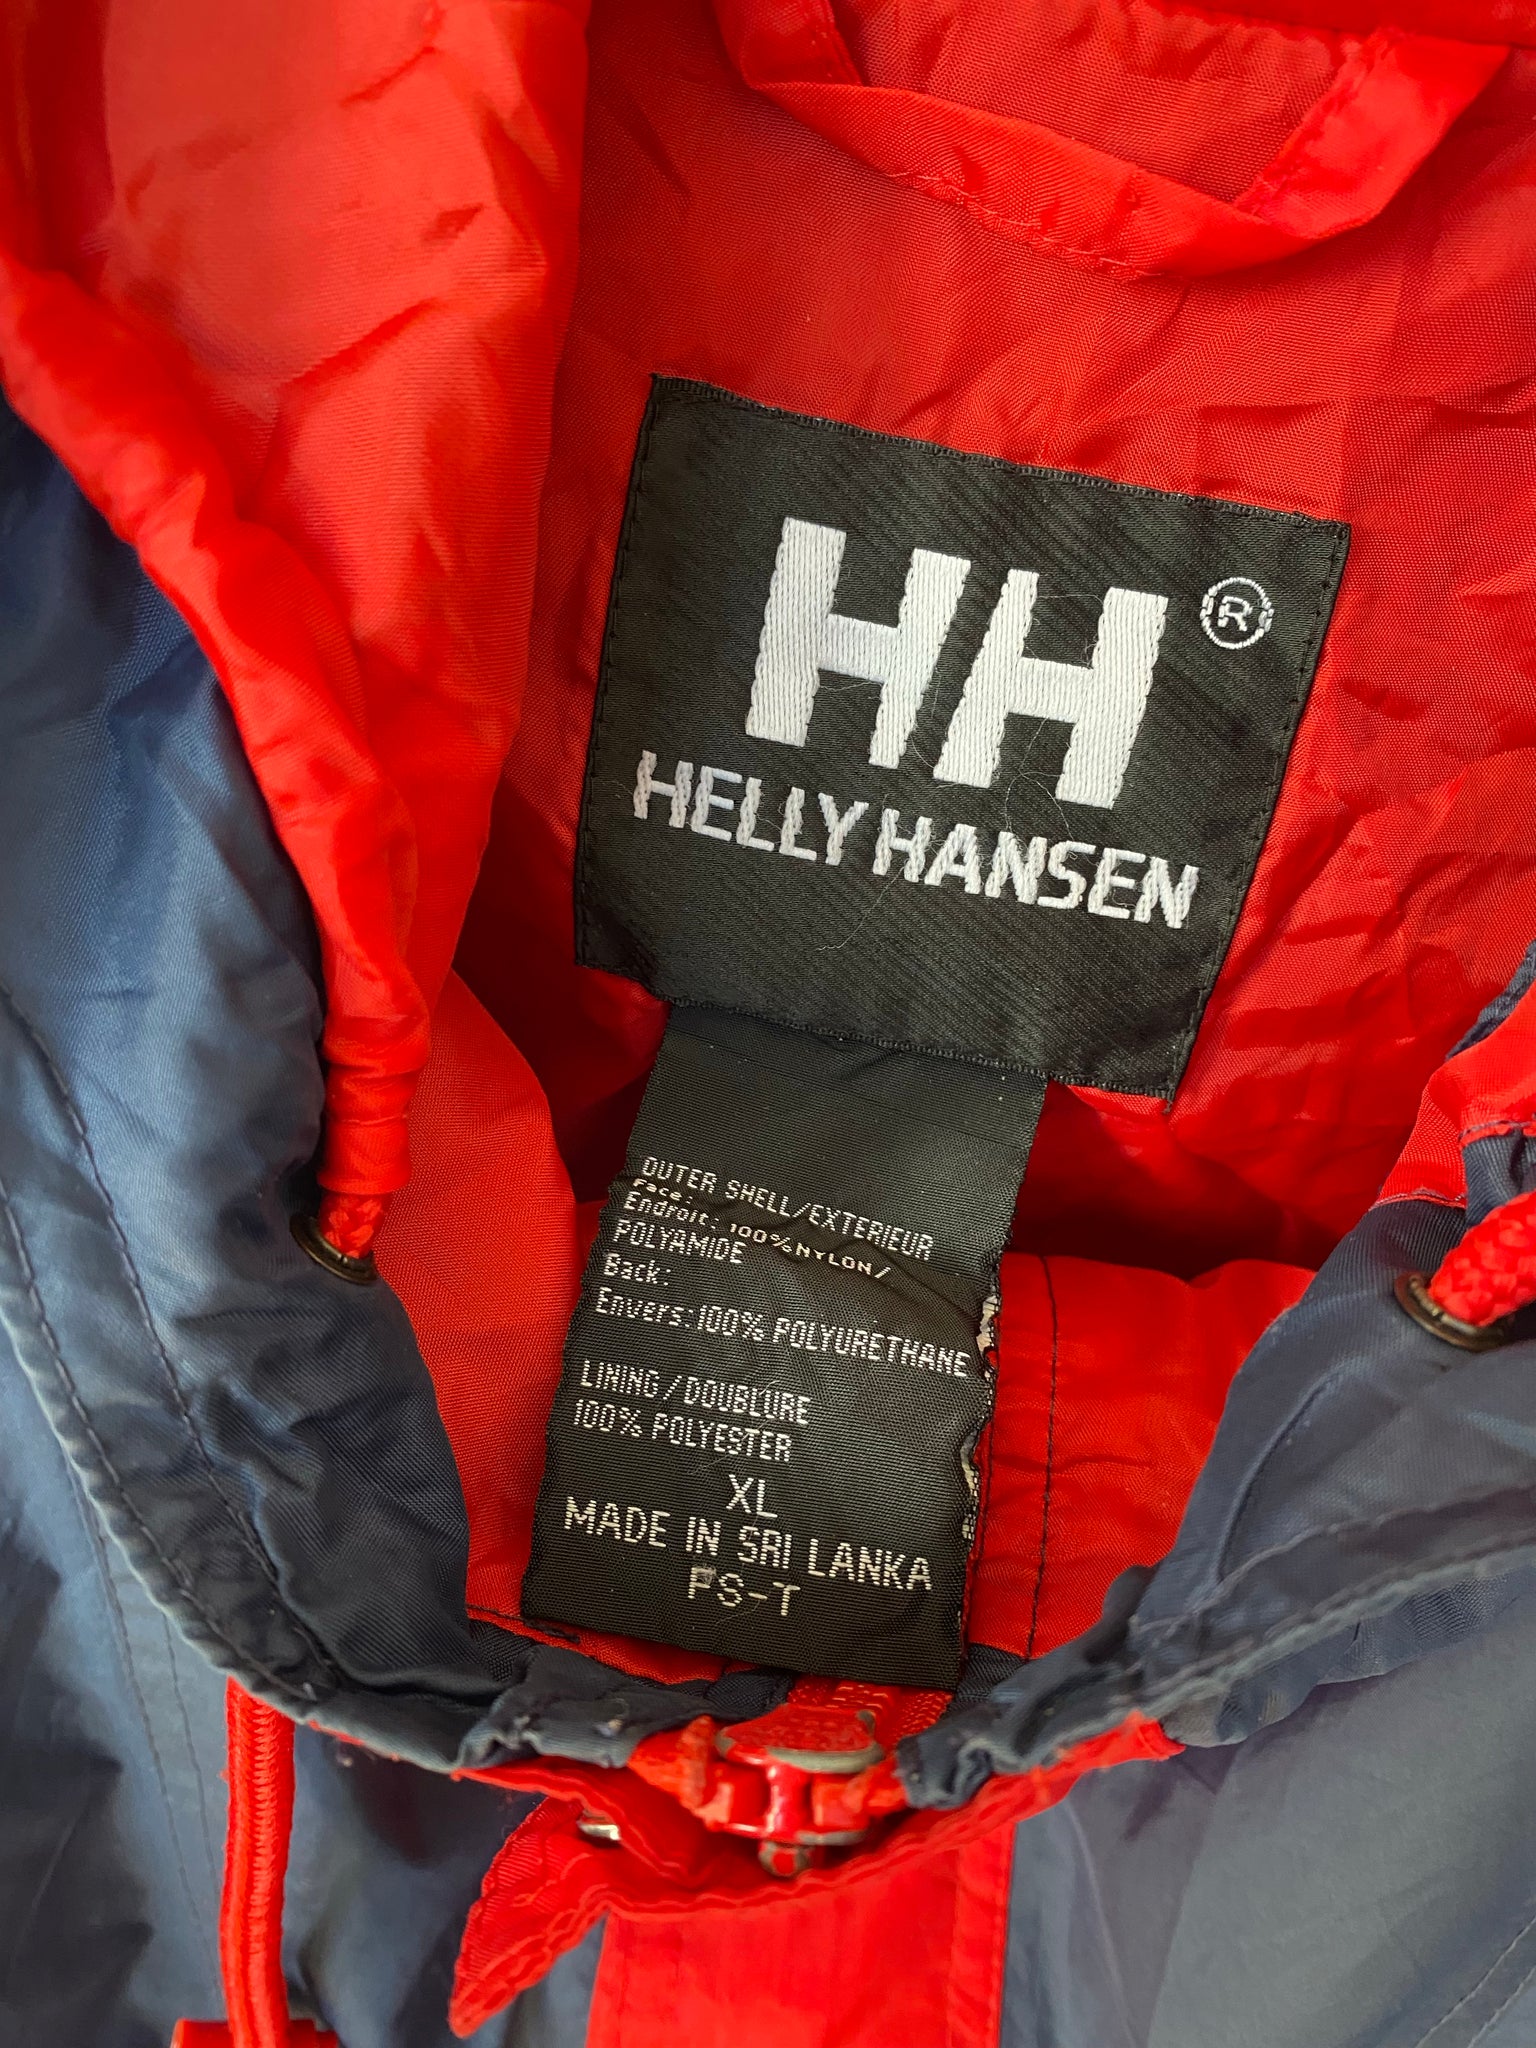 HH ®
HELLY HANSEN
OUTER SHELL/EXTERIEUR
Face:
Endroit: 100% NYLON/
POLYAMIDE
Back:
Envers: 100% POLYURETHANE
LINING/DOUBLURE
100% POLYESTER
XL
MADE IN SRI LANKA
PS-T